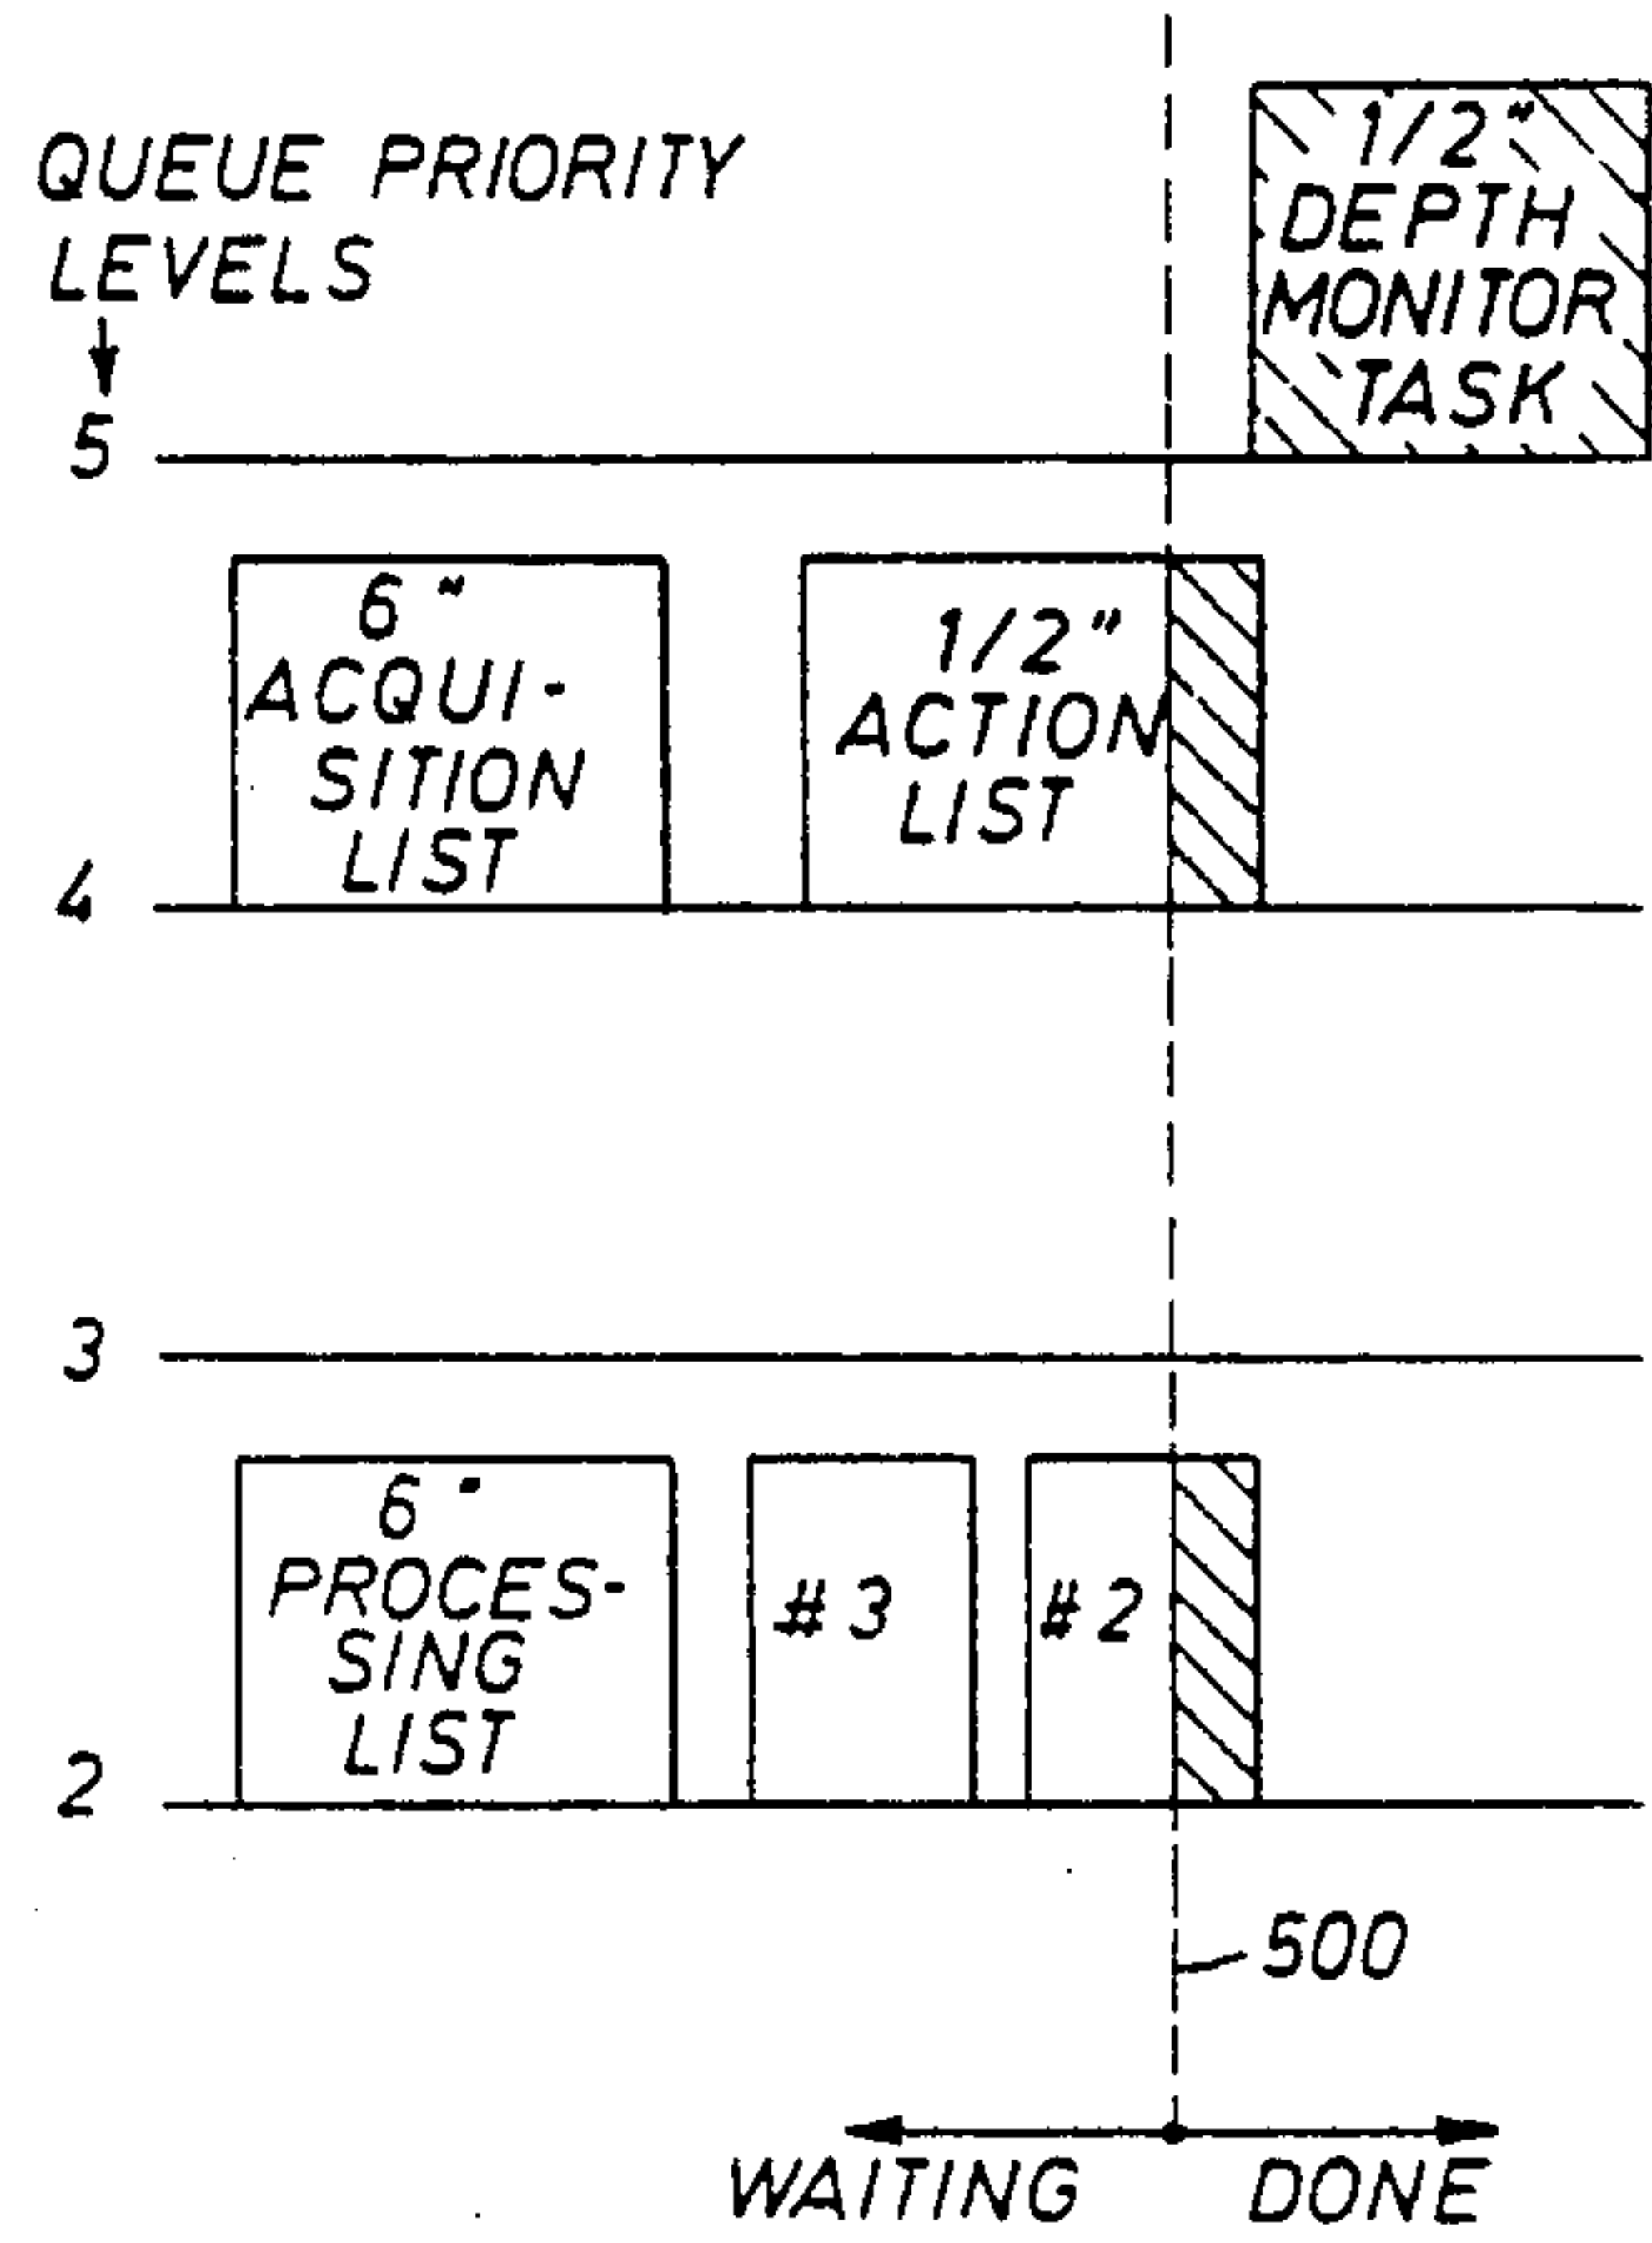 QUEUE PRIORITY
LEVELS
5
1/2"
DEPTH
MONITOR
TASK
4
6"
ACQUI-
SITION
LIST
1/2"
ACTION
LIST
3
2
6"
PROCES-
SING
LIST
#3
#2
500
WAITING
DONE